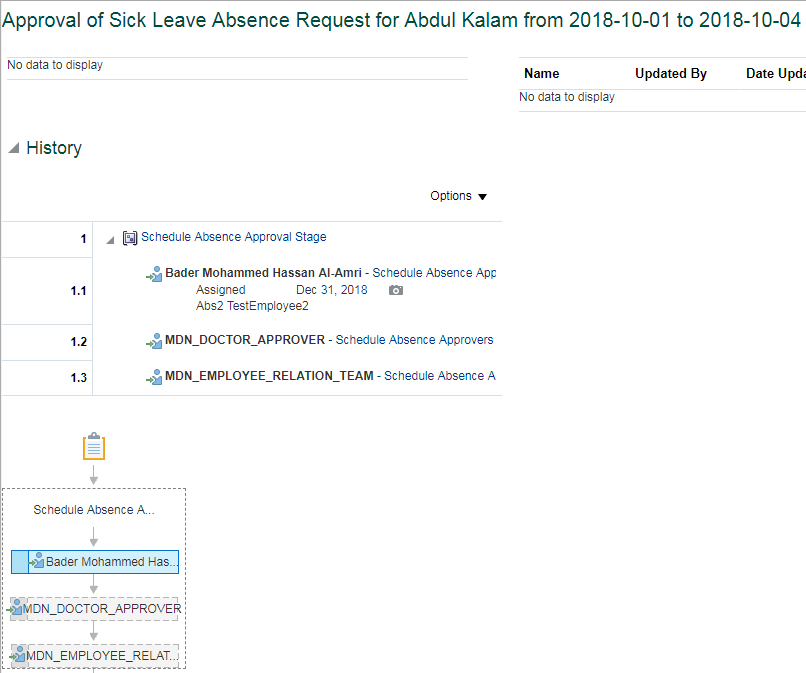 Approval of Sick Leave Absence Request for Abdul Kalam from 2018-10-01 to 2018-10-04
No data to display
Name Updated By Date Upda
No data to display
History
Options
1 Schedule Absence Approval Stage
1.1 Bader Mohammed Hassan Al-Amri - Schedule Absence App
Assigned Dec 31, 2018
Abs2 TestEmployee2
1.2 MDN_DOCTOR_APPROVER - Schedule Absence Approvers
1.3 MDN_EMPLOYEE_RELATION_TEAM - Schedule Absence A
Schedule Absence A...
Bader Mohammed Has...
MDN_DOCTOR_APPROVER
MDN_EMPLOYEE_RELAT...